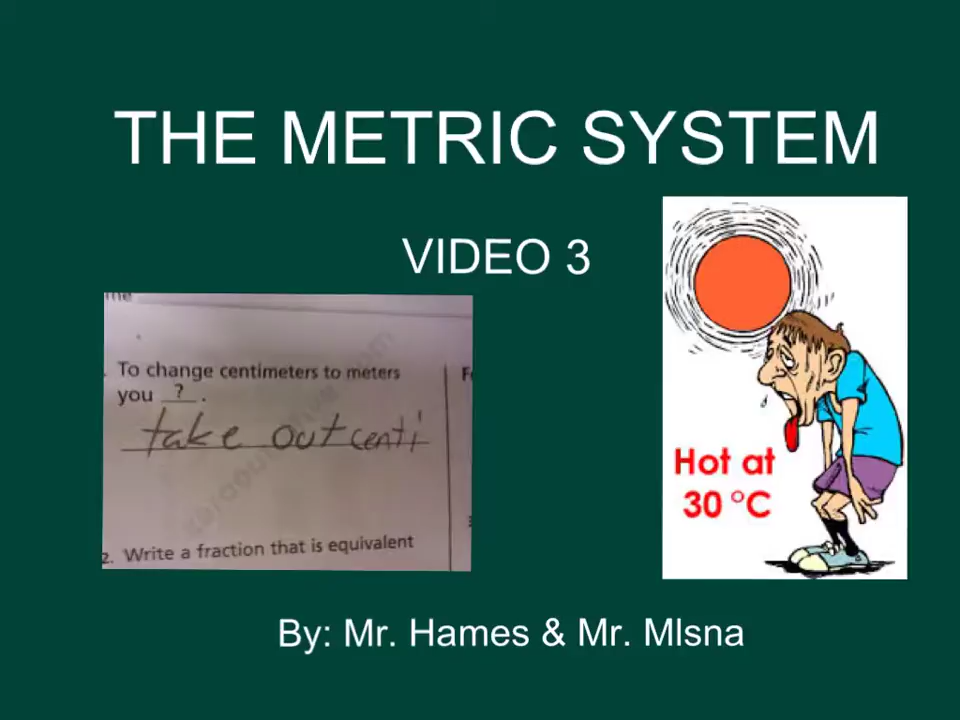 THE METRIC SYSTEM
VIDEO 3
To change centimeters to meters
you ? .
take out centi
2. Write a fraction that is equivalent
Hot at
30 °C
By: Mr. Hames & Mr. Mlsna